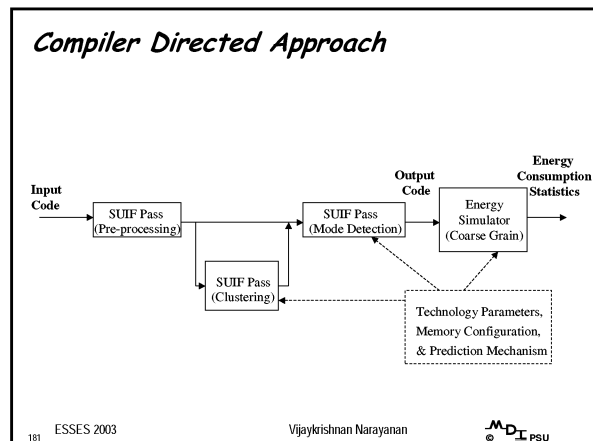 Compiler Directed Approach
Input
Code
SUIF Pass
(Pre-processing)
SUIF Pass
(Clustering)
SUIF Pass
(Mode Detection)
Output
Code
Energy
Simulator
(Coarse Grain)
Energy
Consumption
Statistics
Technology Parameters,
Memory Configuration,
& Prediction Mechanism
181 ESSES 2003
Vijaykrishnan Narayanan
© MDI PSU